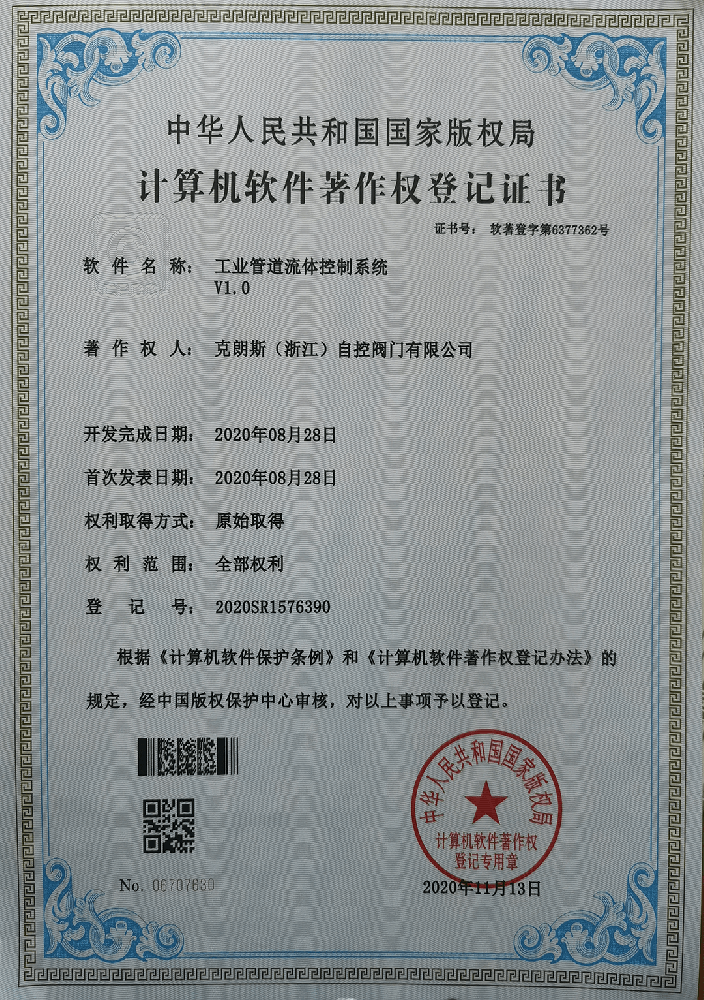 中华人民共和国国家版权局
计算机软件著作权登记证书
证书号： 软著登字第6377362号
软件名称： 工业管道流体控制系统
V1.0
著作权人： 克朗斯（浙江）自控阀门有限公司
开发完成日期： 2020年08月28日
首次发表日期： 2020年08月28日
权利取得方式： 原始取得
权利范围： 全部权利
登记号： 2020SR1576390
根据《计算机软件保护条例》和《计算机软件著作权登记办法》的
规定，经中国版权保护中心审核，对以上事项予以登记。
中华人民共和国国家版权局
计算机软件著作权
登记专用章
No. 06707630
2020年11月13日